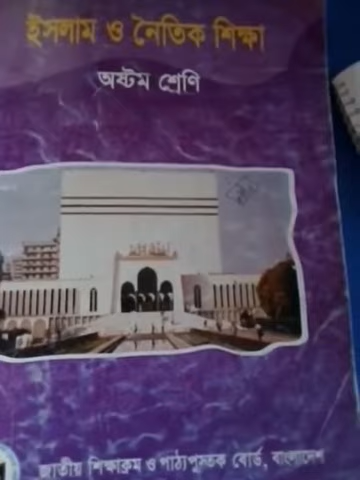 ইসলাম ও নৈতিক শিক্ষা
অষ্টম শ্রেণি
জাতীয় শিক্ষাক্রম ও পাঠ্যপুস্তক বোর্ড, বাংলাদেশ